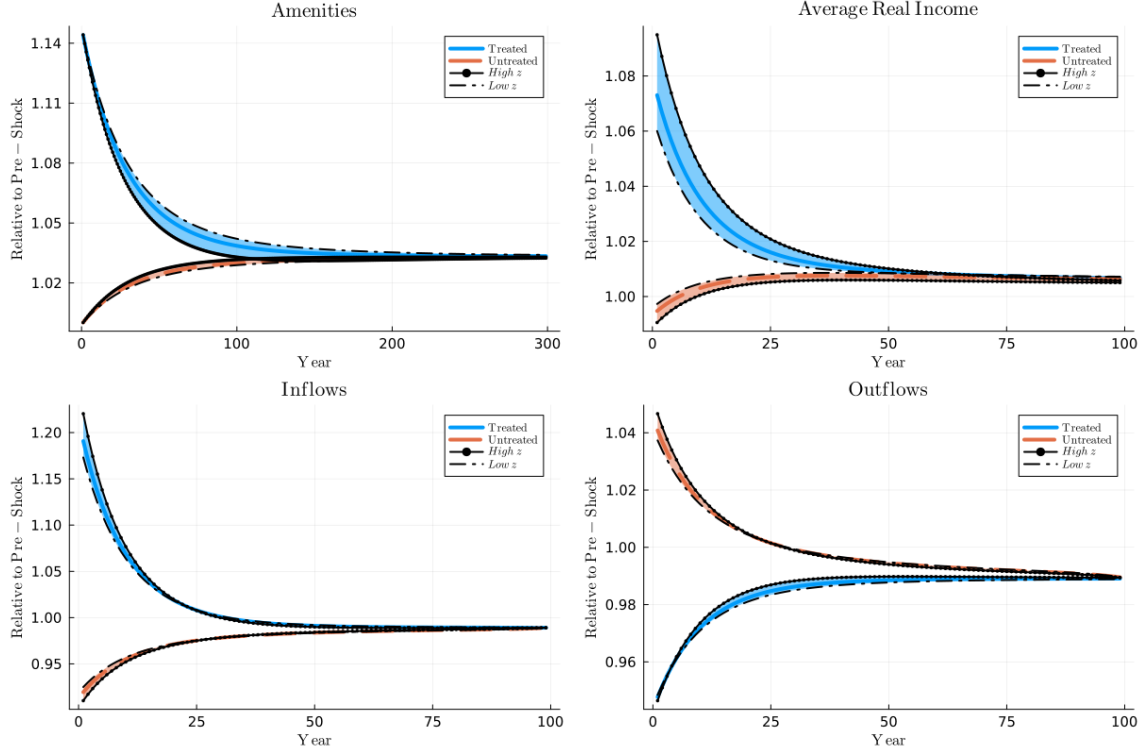 Amenities
Relative to Pre − Shock
1.14
1.11
1.08
1.05
1.02
0
100
200
300
Year
Treated
Untreated
High z
Low z
Average Real Income
Relative to Pre − Shock
1.08
1.06
1.04
1.02
1.00
0
25
50
75
100
Year
Treated
Untreated
High z
Low z
Inflows
Relative to Pre − Shock
1.20
1.15
1.10
1.05
1.00
0.95
0
25
50
75
100
Year
Treated
Untreated
High z
Low z
Outflows
Relative to Pre − Shock
1.04
1.02
1.00
0.98
0.96
0
25
50
75
100
Year
Treated
Untreated
High z
Low z